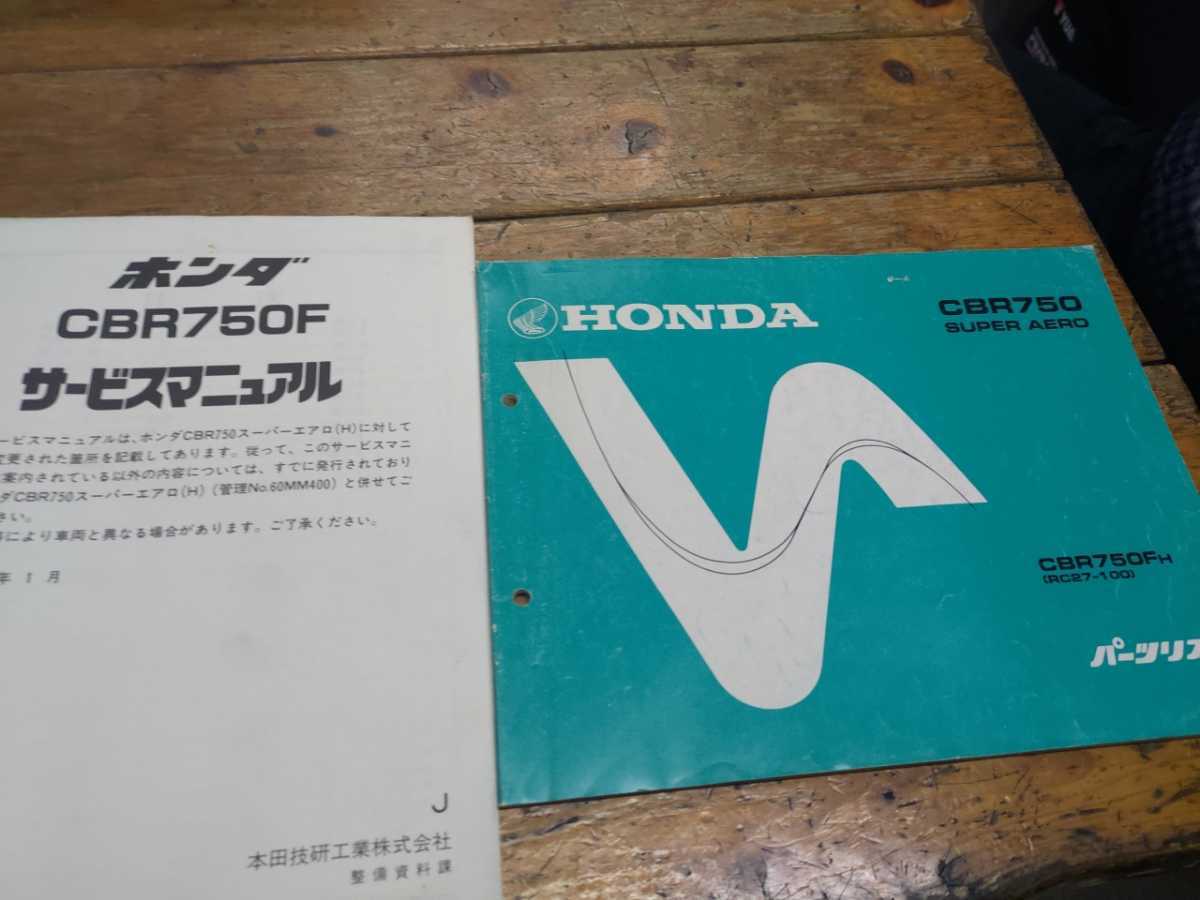 ホンダ
CBR750F
サービスマニュアル
ービスマニュアルは、ホンダCBR750スーパーエアロ(H)に対して
変更された箇所を記載してあります。従って、このサービスマニ
案内されている以外の内容については、すでに発行されており
ダCBR750スーパーエアロ(H)(管理No.60MM400)と併せてご
さい。
により車両と異なる場合があります。ご了承ください。
年 1 月
J
本田技研工業株式会社
整備資料課
HONDA
CBR750
SUPER AERO
CBR750FH
(RC27-100)
パーツリス